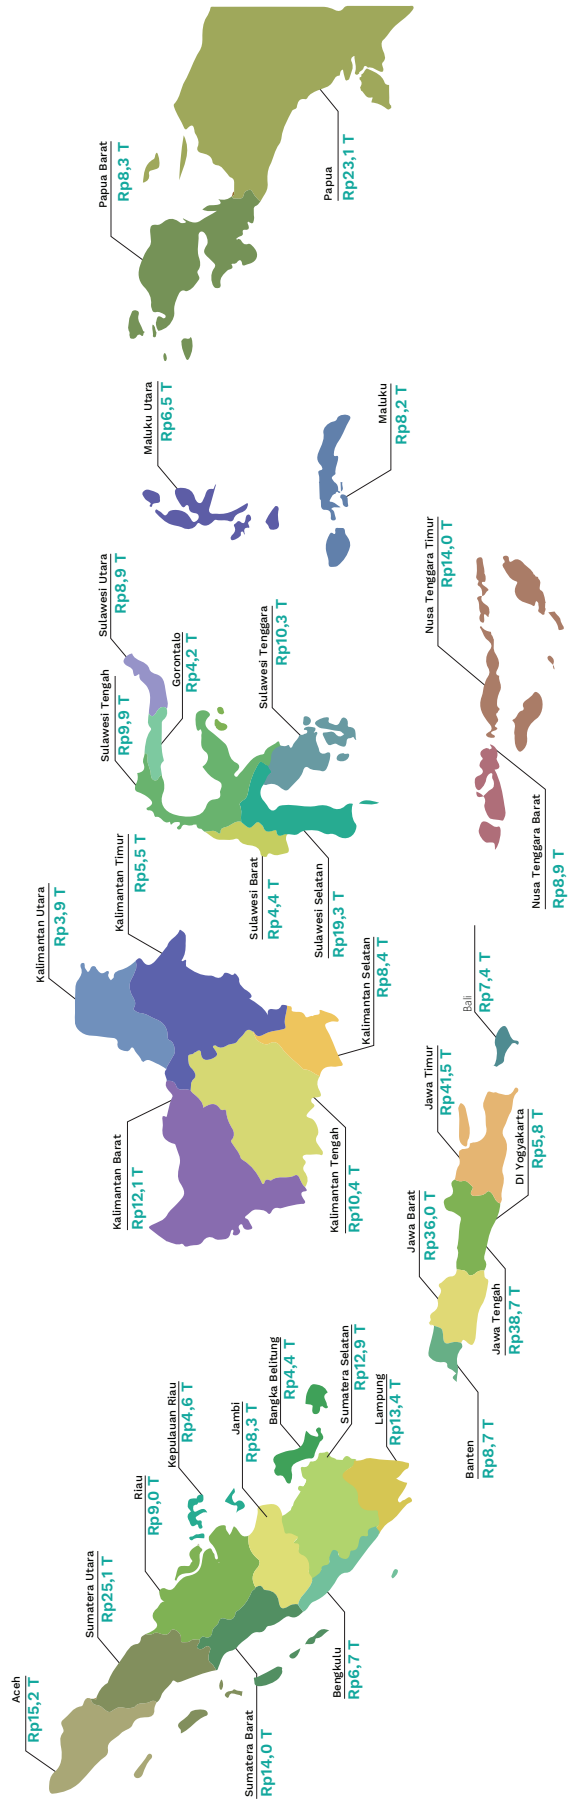 Aceh
Rp15,2 T
Sumatera Utara
Rp25,1 T
Riau
Rp9,0 T
Kepulauan Riau
Rp4,6 T
Jambi
Rp8,3 T
Bangka Belitung
Rp4,4 T
Sumatera Selatan
Rp12,9 T
Lampung
Rp13,4 T
Sumatera Barat
Rp14,0 T
Bengkulu
Rp6,7 T
Banten
Rp8,7 T
Jawa Barat
Rp36,0 T
Jawa Tengah
Rp38,7 T
DI Yogyakarta
Rp5,8 T
Jawa Timur
Rp41,5 T
Bali
Rp7,4 T
Kalimantan Barat
Rp12,1 T
Kalimantan Tengah
Rp10,4 T
Kalimantan Selatan
Rp8,4 T
Kalimantan Utara
Rp3,9 T
Kalimantan Timur
Rp5,5 T
Sulawesi Barat
Rp4,4 T
Sulawesi Selatan
Rp19,3 T
Sulawesi Tengah
Rp9,9 T
Gorontalo
Rp4,2 T
Sulawesi Utara
Rp8,9 T
Sulawesi Tenggara
Rp10,3 T
Nusa Tenggara Barat
Rp8,9 T
Nusa Tenggara Timur
Rp14,0 T
Maluku Utara
Rp6,5 T
Maluku
Rp8,2 T
Papua Barat
Rp8,3 T
Papua
Rp23,1 T